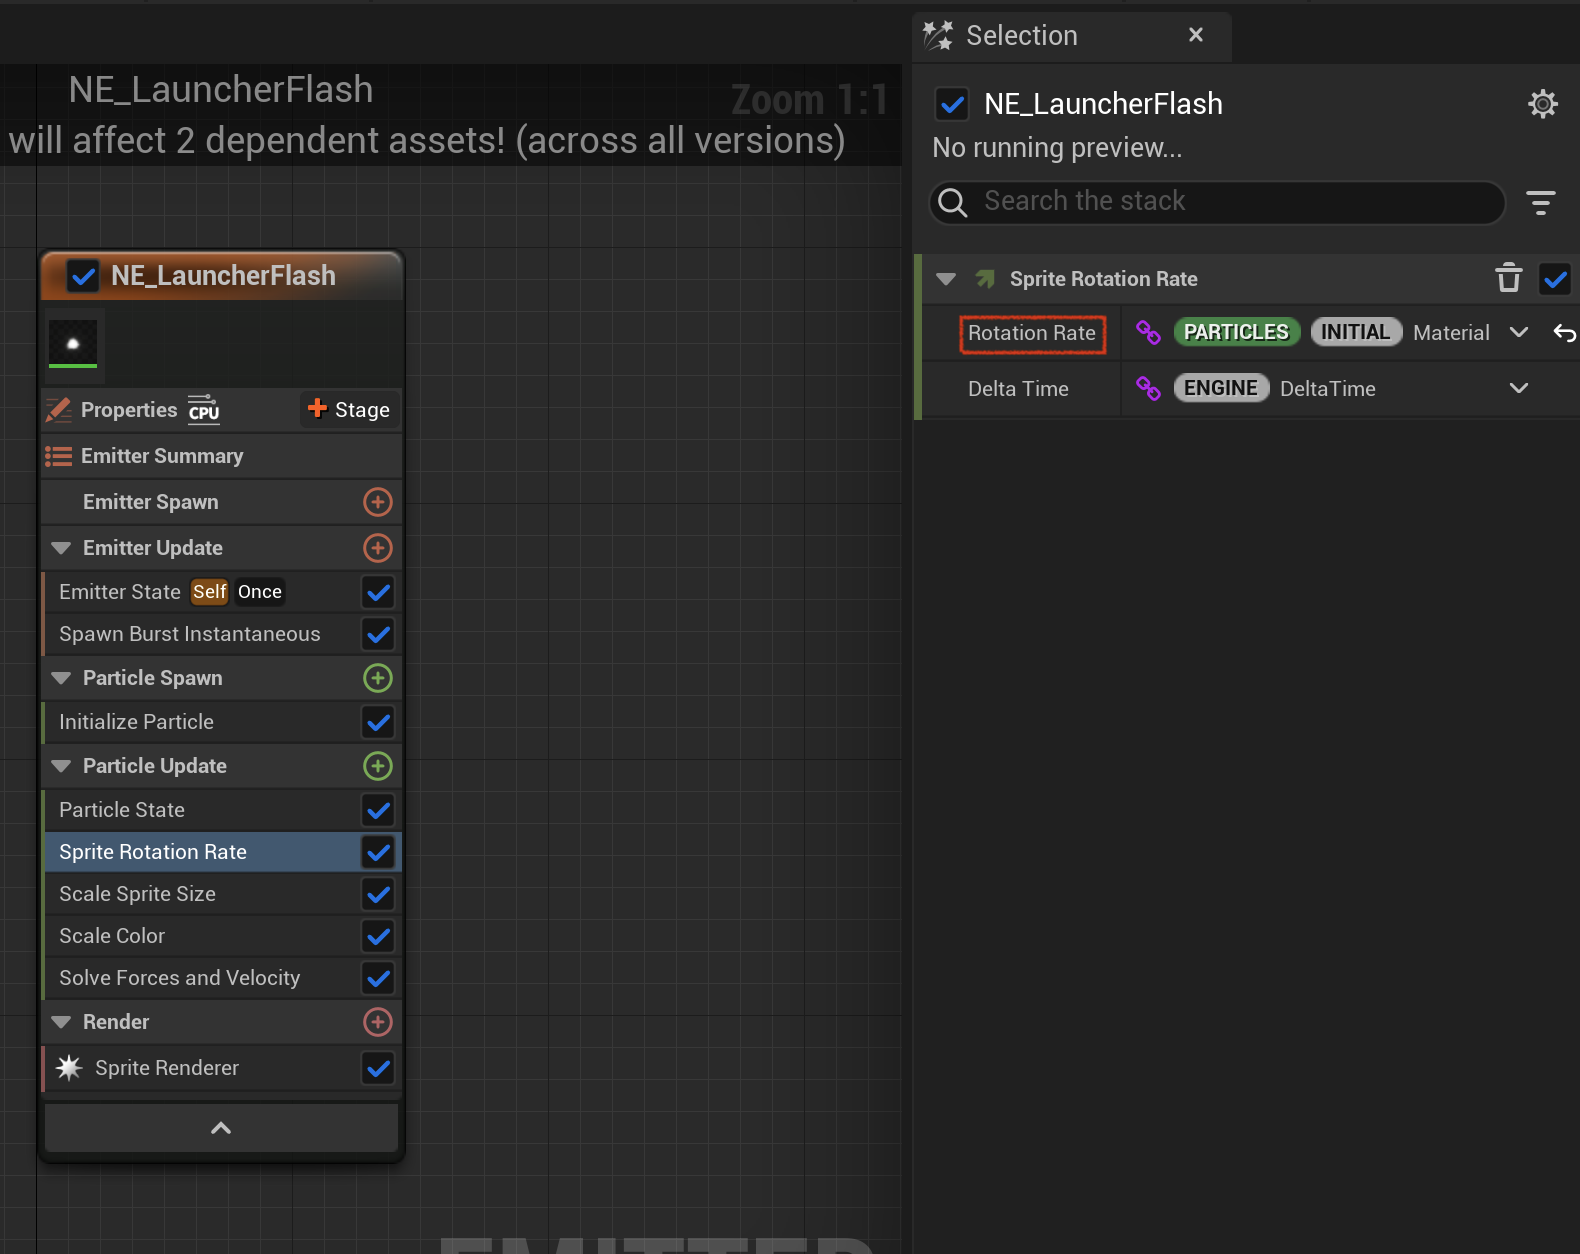 Selection
NE_LauncherFlash
Zoom 1:1
will affect 2 dependent assets! (across all versions)
NE_LauncherFlash
No running preview...
Search the stack
NE_LauncherFlash
Properties CPU Stage
Emitter Summary
Emitter Spawn
Emitter Update
Emitter State Self Once
Spawn Burst Instantaneous
Particle Spawn
Initialize Particle
Particle Update
Particle State
Sprite Rotation Rate
Scale Sprite Size
Scale Color
Solve Forces and Velocity
Render
Sprite Renderer
Sprite Rotation Rate
Rotation Rate PARTICLES INITIAL Material
Delta Time ENGINE DeltaTime
EMITTER